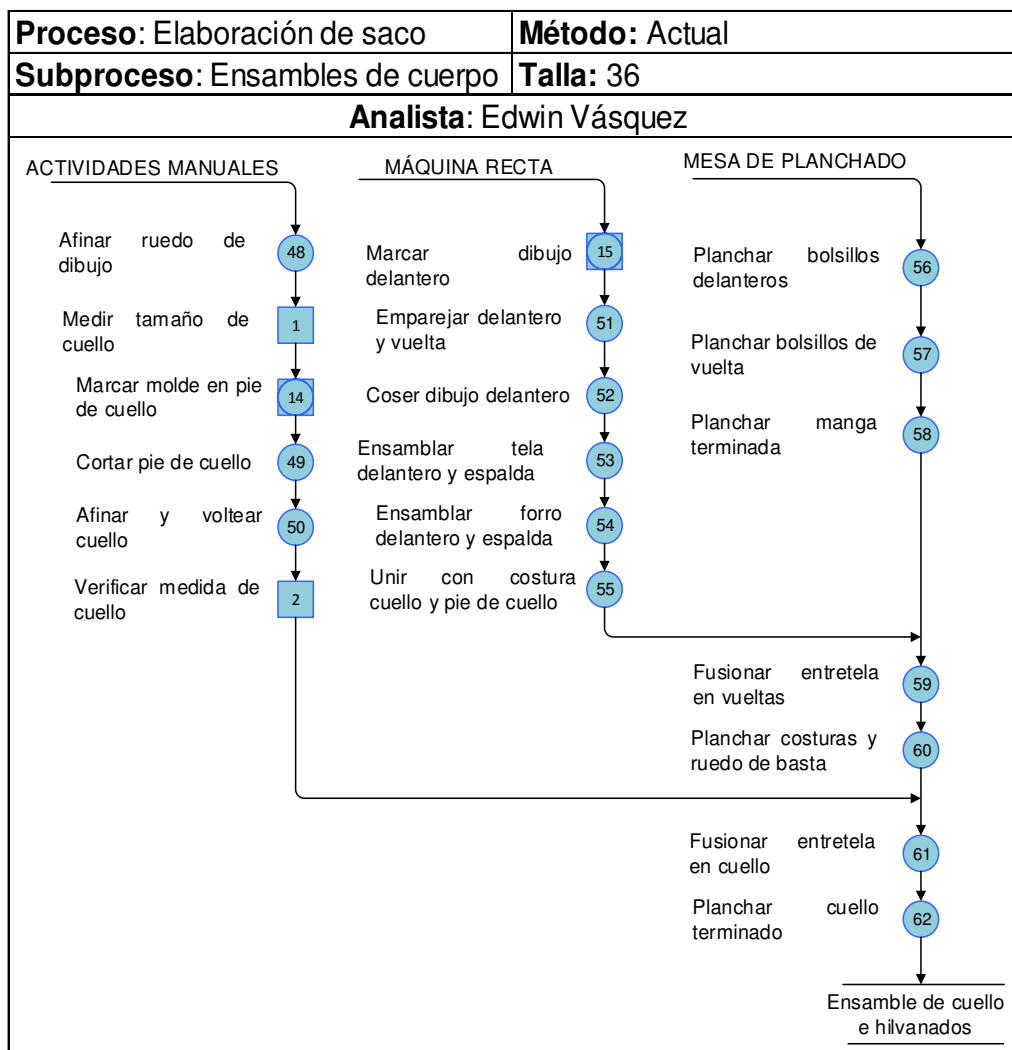 Proceso: Elaboración de saco
Método: Actual
Subproceso: Ensambles de cuerpo
Talla: 36
Analista: Edwin Vásquez
ACTIVIDADES MANUALES
Afinar ruedo de
dibujo
48
Medir tamaño de
cuello
1
Marcar molde en pie
de cuello
14
Cortar pie de cuello
49
Afinar y voltear
cuello
50
Verificar medida de
cuello
2
MÁQUINA RECTA
Marcar dibujo
delantero
15
Emparejar delantero
y vuelta
51
Coser dibujo delantero
52
Ensamblar tela
delantero y espalda
53
Ensamblar forro
delantero y espalda
54
Unir con costura
cuello y pie de cuello
55
MESA DE PLANCHADO
Planchar bolsillos
delanteros
56
Planchar bolsillos de
vuelta
57
Planchar manga
terminada
58
Fusionar entretela
en vueltas
59
Planchar costuras y
ruedo de basta
60
Fusionar entretela
en cuello
61
Planchar cuello
terminado
62
Ensamble de cuello
e hilvanados